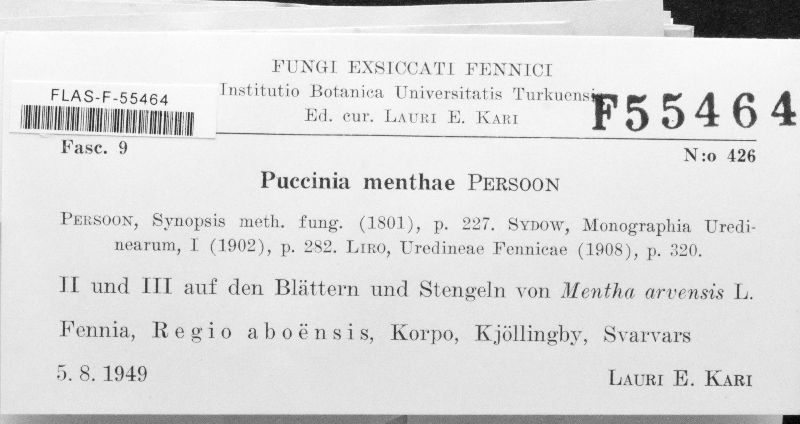 FUNGI EXSICCATI FENNICI
Institutio Botanica Universitatis Turkuensis
Ed. cur. LAURI E. KARI
FLAS-F-55464
F55464
Fasc. 9
N:o 426
Puccinia menthae PERSOON
PERSOON, Synopsis meth. fung. (1801), p. 227. SYDOW, Monographia Uredi-
nearum, I (1902), p. 282. LIRO, Uredineae Fennicae (1908), p. 320.
II und III auf den Blättern und Stengeln von Mentha arvensis L.
Fennia, Regio aboënsis, Korpo, Kjöllingby, Svarvars
5. 8. 1949
LAURI E. KARI